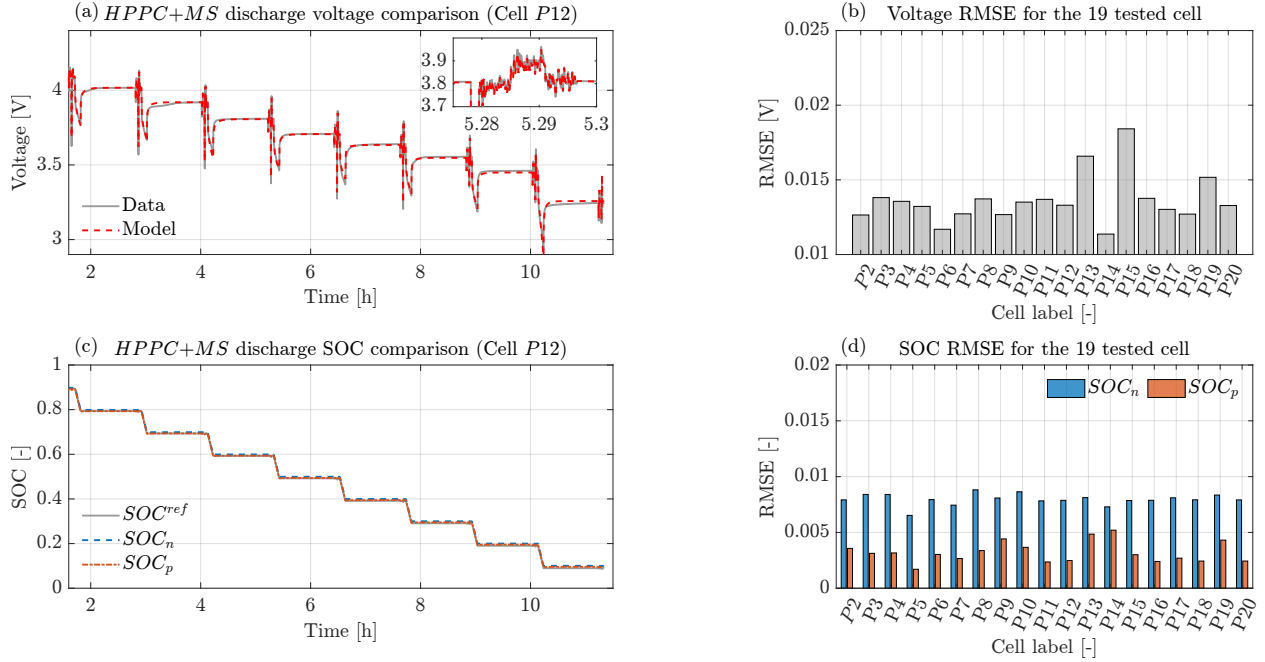 (a) HPPC+MS discharge voltage comparison (Cell P12)
Voltage [V]
4
3.5
3
3.9
3.8
3.7
5.28
5.29
5.3
Data
Model
2
4
6
8
10
Time [h]
(b) Voltage RMSE for the 19 tested cell
RMSE [V]
0.025
0.02
0.015
0.01
P2 P3 P4 P5 P6 P7 P8 P9 P10 P11 P12 P13 P14 P15 P16 P17 P18 P19 P20
Cell label [-]
(c) HPPC+MS discharge SOC comparison (Cell P12)
SOC [-]
1
0.8
0.6
0.4
0.2
0
SOC^ref
SOC_n
SOC_p
2
4
6
8
10
Time [h]
(d) SOC RMSE for the 19 tested cell
RMSE [-]
0.02
0.015
0.01
0.005
0
SOC_n SOC_p
P2 P3 P4 P5 P6 P7 P8 P9 P10 P11 P12 P13 P14 P15 P16 P17 P18 P19 P20
Cell label [-]